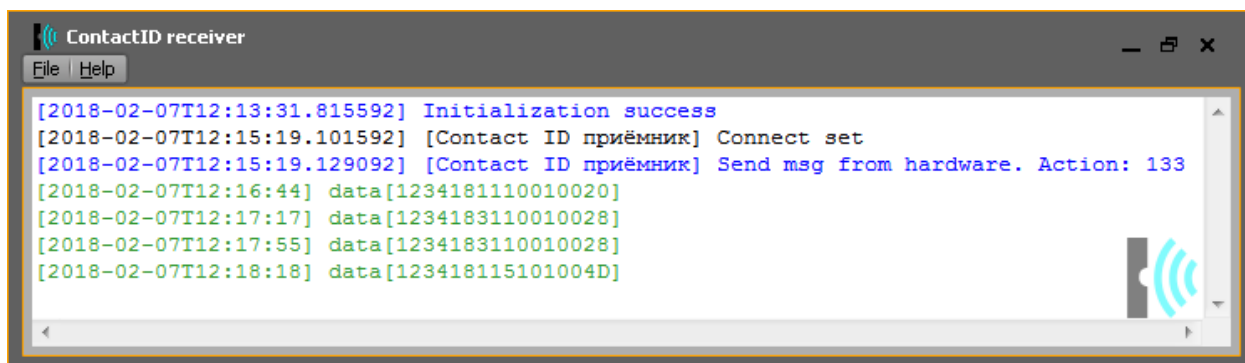 ContactID receiver
File Help
[2018-02-07T12:13:31.815592] Initialization success
[2018-02-07T12:15:19.101592] [Contact ID приёмник] Connect set
[2018-02-07T12:15:19.129092] [Contact ID приёмник] Send msg from hardware. Action: 133
[2018-02-07T12:16:44] data[1234181110010020]
[2018-02-07T12:17:17] data[1234183110010028]
[2018-02-07T12:17:55] data[1234183110010028]
[2018-02-07T12:18:18] data[123418115101004D]